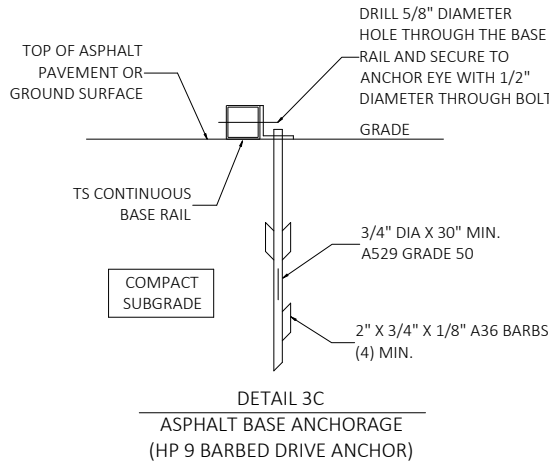 DRILL 5/8" DIAMETER
HOLE THROUGH THE BASE
RAIL AND SECURE TO
ANCHOR EYE WITH 1/2"
DIAMETER THROUGH BOLT
TOP OF ASPHALT
PAVEMENT OR
GROUND SURFACE
GRADE
TS CONTINUOUS
BASE RAIL
3/4" DIA X 30" MIN.
A529 GRADE 50
COMPACT
SUBGRADE
2" X 3/4" X 1/8" A36 BARBS
(4) MIN.
DETAIL 3C
ASPHALT BASE ANCHORAGE
(HP 9 BARBED DRIVE ANCHOR)